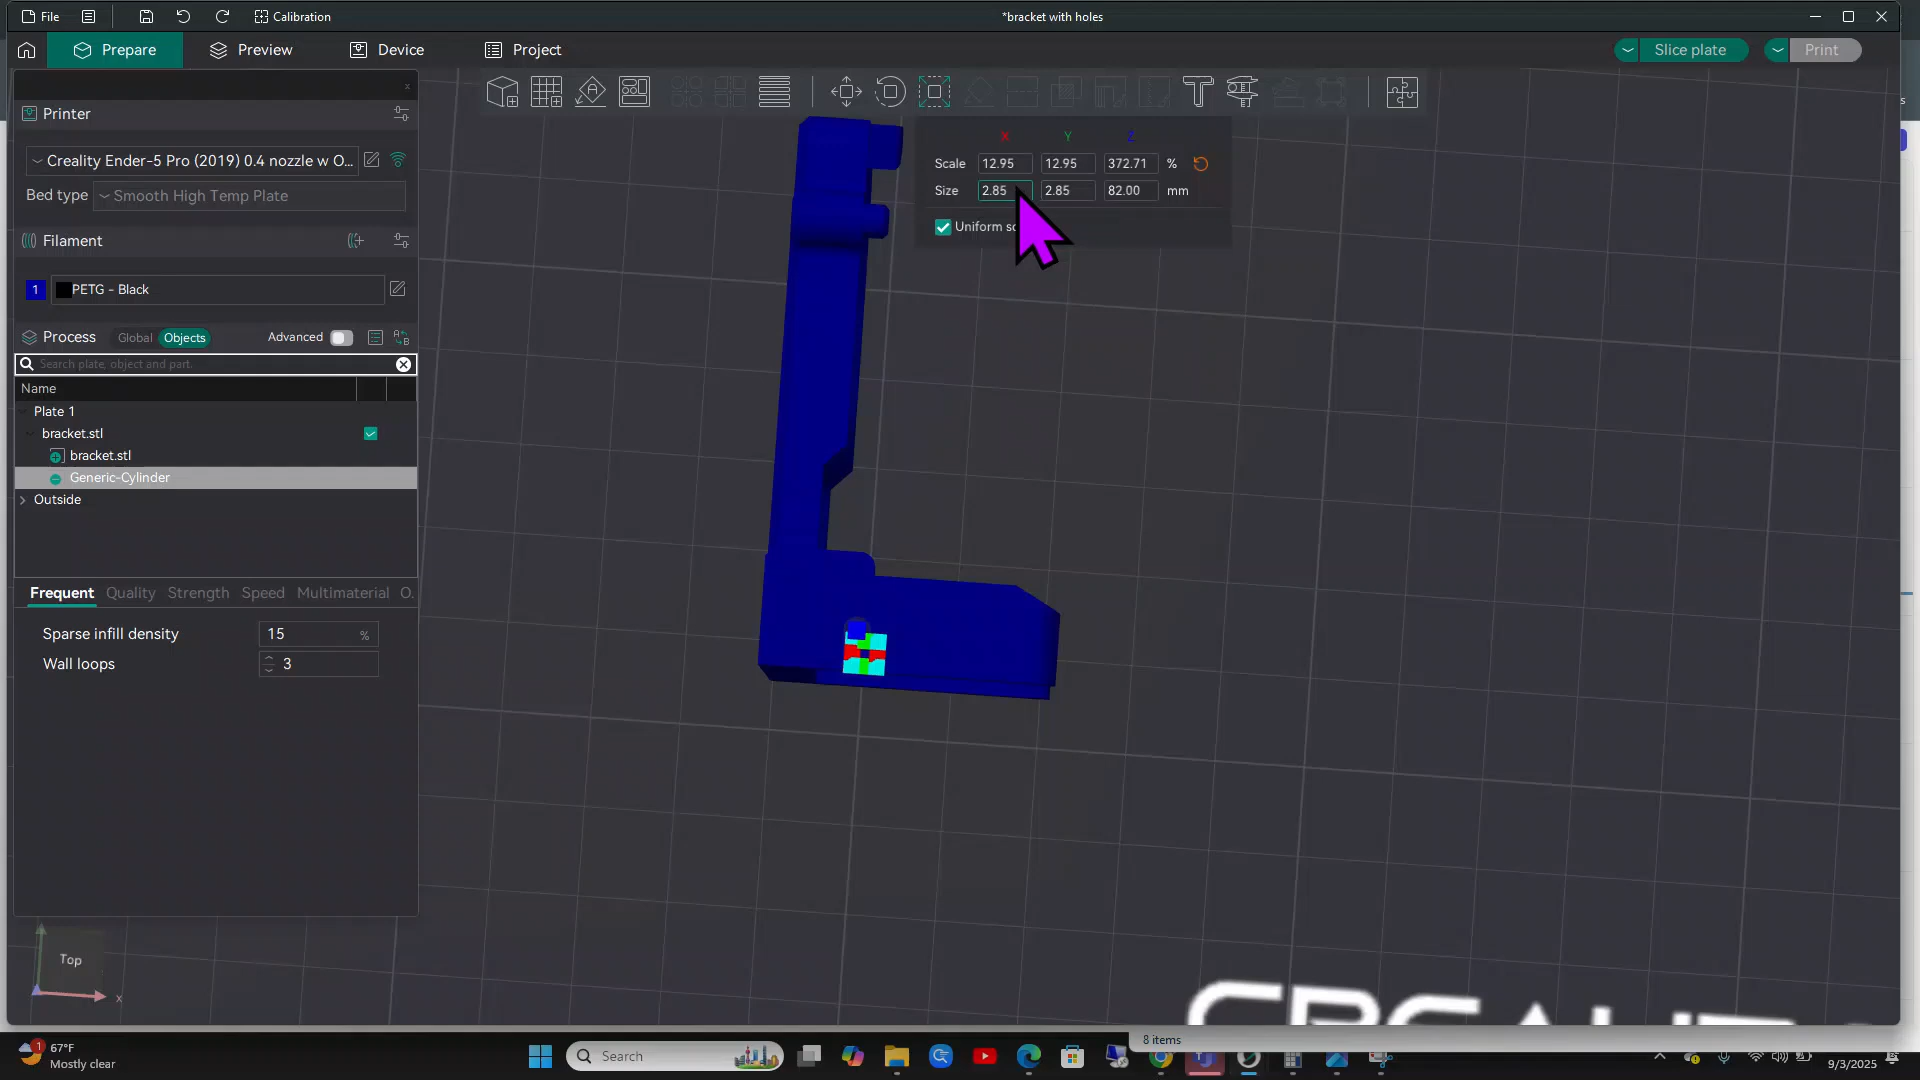 File
Calibration
*bracket with holes
Prepare
Preview
Device
Project
Slice plate
Print
Printer
Creality Ender-5 Pro (2019) 0.4 nozzle w O...
Bed type
Smooth High Temp Plate
Filament
1
PETG - Black
Process
Global
Objects
Advanced
Search plate, object and part.
Name
Plate 1
bracket.stl
bracket.stl
Generic-Cylinder
Outside
Frequent Quality Strength Speed Multimaterial O.
Sparse infill density 15 %
Wall loops 3
X Y Z
Scale 12.95 12.95 372.71 %
Size 2.85 2.85 82.00 mm
Uniform sc
Top
x
8 items
1
67°F
Mostly clear
Search
9/3/2025